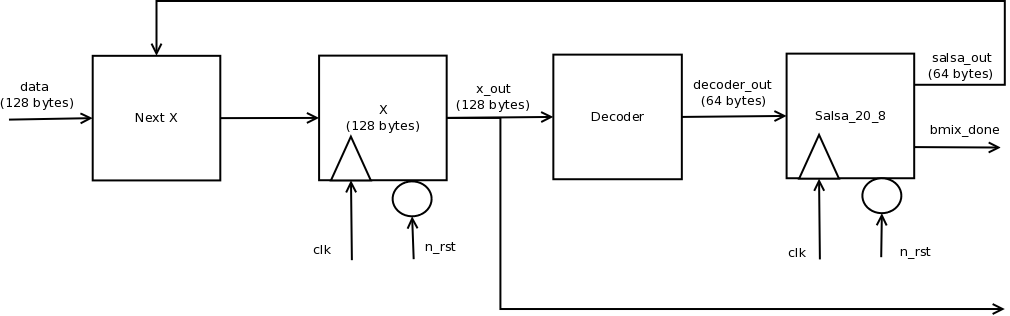 salsa_out
(64 bytes)
data
(128 bytes)
Next X
X
(128 bytes)
x_out
(128 bytes)
Decoder
decoder_out
(64 bytes)
Salsa_20_8
bmix_done
clk
n_rst
clk
n_rst